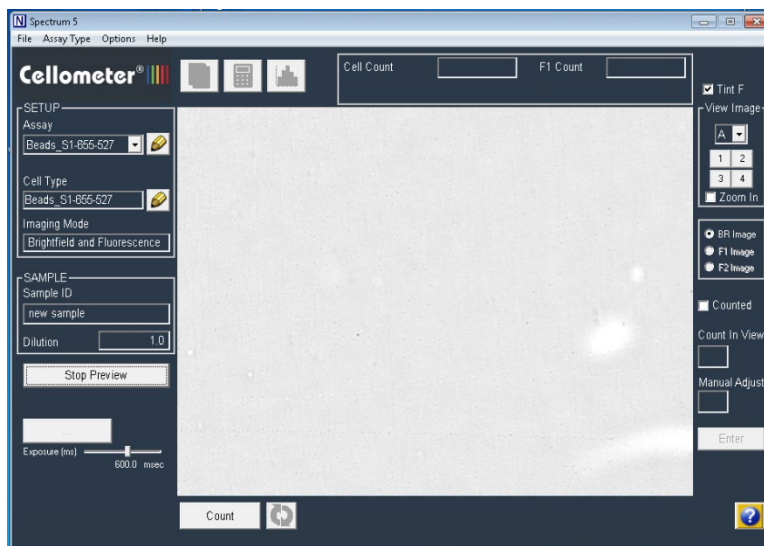 Spectrum 5
File Assay Type Options Help
Cellometer®
Cell Count F1 Count
Tint F
SETUP
Assay
Beads_S1-655-527
Cell Type
Beads_S1-655-527
Imaging Mode
Brightfield and Fluorescence
SAMPLE
Sample ID
new sample
Dilution 1.0
Stop Preview
...
Exposure (ms)
600.0 msec
View Image
A
1 2
3 4
Zoom In
BR Image
F1 Image
F2 Image
Counted
Count In View
Manual Adjust
Enter
Count
?